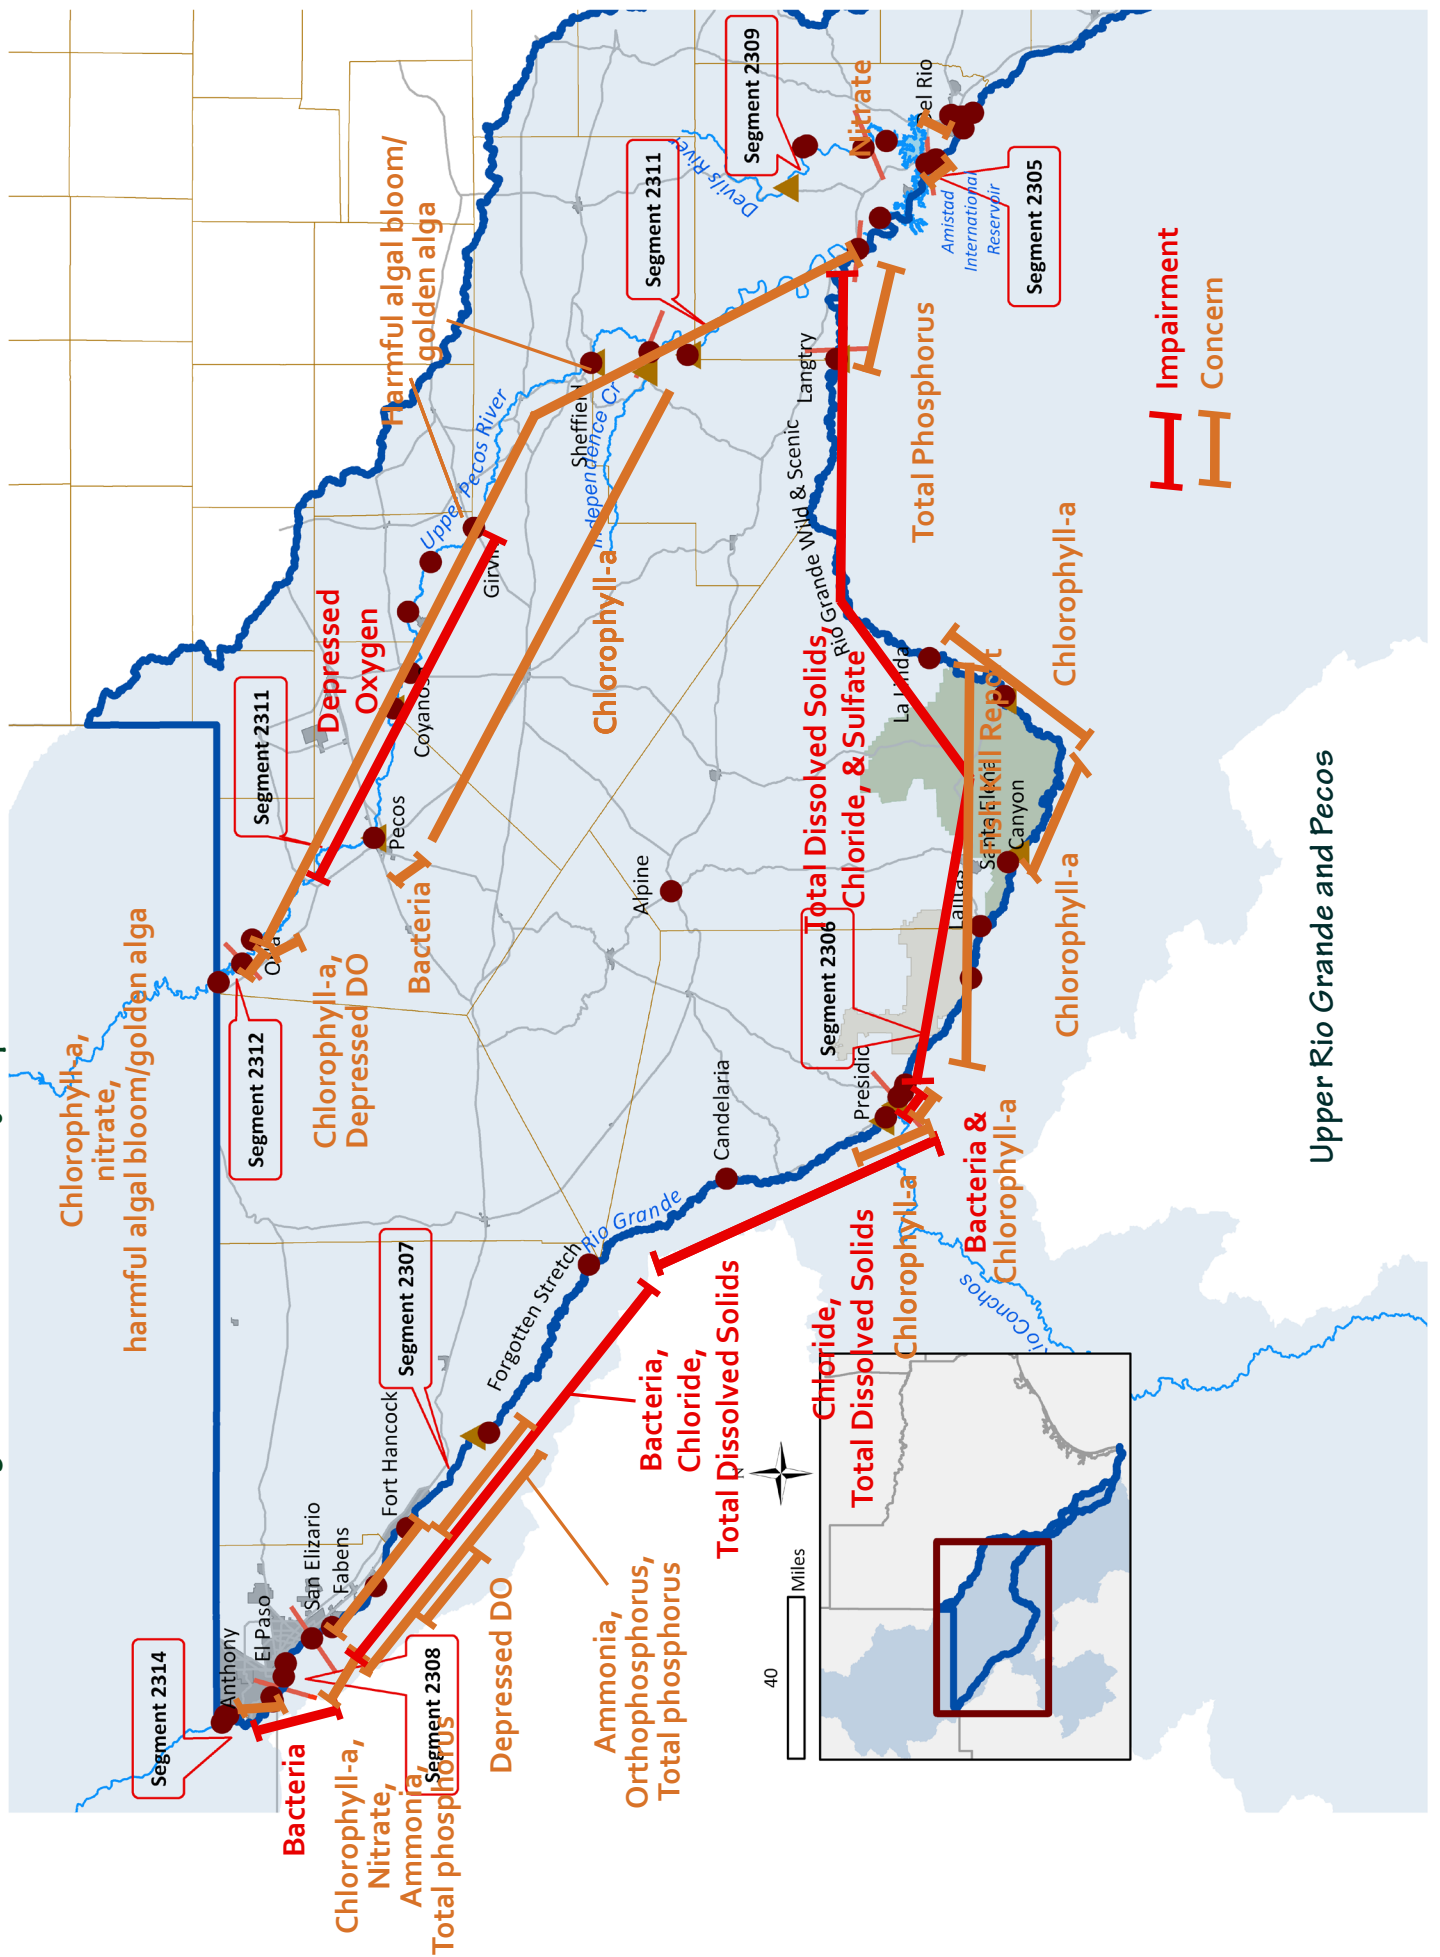 Segment 2314
Anthony
El Paso
San Elizario
Fabens
Fort Hancock
Segment 2308
Bacteria
Chlorophyll-a,
Nitrate,
Ammonia,
Total phosphorus
Depressed DO
Ammonia,
Orthophosphorus,
Total phosphorus
Segment 2307
Forgotten Stretch
Rio Grande
Bacteria,
Chloride,
Total Dissolved Solids
Candelaria
Chloride,
Total Dissolved Solids
Chlorophyll-a
Bacteria &
Chlorophyll-a
Rio Conchos
Presidio
Segment 2306
Lajitas
Santa Elena
Canyon
Fish Kill Report
Chlorophyll-a
Chlorophyll-a
La Linda
Total Dissolved Solids,
Chloride, & Sulfate
Rio Grande Wild & Scenic
Langtry
Total Phosphorus
Alpine
Chlorophyll-a,
nitrate,
harmful algal bloom/golden alga
Segment 2312
Orla
Chlorophyll-a,
Depressed DO
Bacteria
Pecos
Segment 2311
Depressed
Oxygen
Coyanosa
Girvin
Upper Pecos River
Chlorophyll-a
Harmful algal bloom/
golden alga
Sheffield
Independence Cr
Segment 2311
Devils River
Segment 2309
Nitrate
Del Rio
Amistad
International
Reservoir
Segment 2305
Impairment
Concern
N
40
Miles
Upper Rio Grande and Pecos